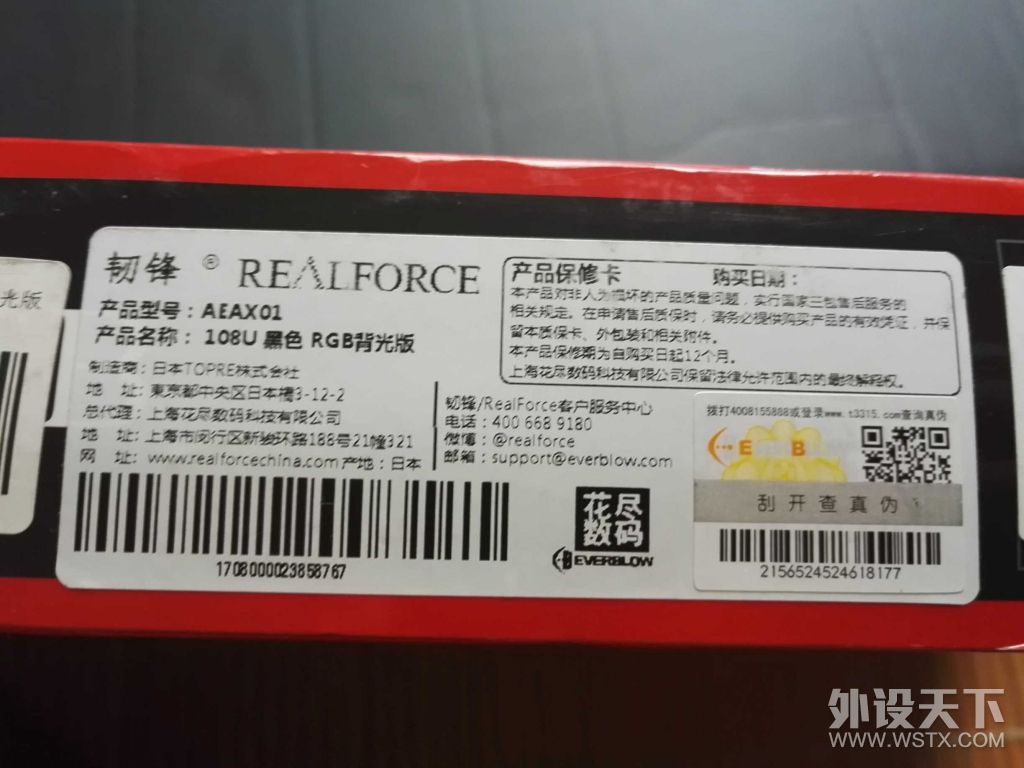 光版
韧锋 ® REALFORCE
产品型号：AEAX01
产品名称： 108U 黑色 RGB背光版
制造商：日本TOPRE株式会社
地 址：東京都中央区日本橋3-12-2
总代理：上海花尽数码科技有限公司
地 址：上海市闵行区新骏环路188号21幢321
网 址：www.realforcechina.com 产地：日本
韧锋/RealForce客户服务中心
电话：400 668 9180
微博：@realforce
邮箱：support@everblow.com
产品保修卡 购买日期：
本产品对非人为损坏的产品质量问题，实行国家三包售后服务的
相关规定。在申请售后质保时，请务必提供购买产品的有效凭证，并保
留本质保卡、外包装和相关附件。
本产品保修期为自购买日起12个月。
上海花尽数码科技有限公司保留法律允许范围内的最终解释权。
拨打4008155888或登录www.t3315.com查询真伪
E B
刮开查真伪
2156524524618177
花尽
数码
EVERBLOW
1708000023858767
外设天下
WWW.WSTX.COM